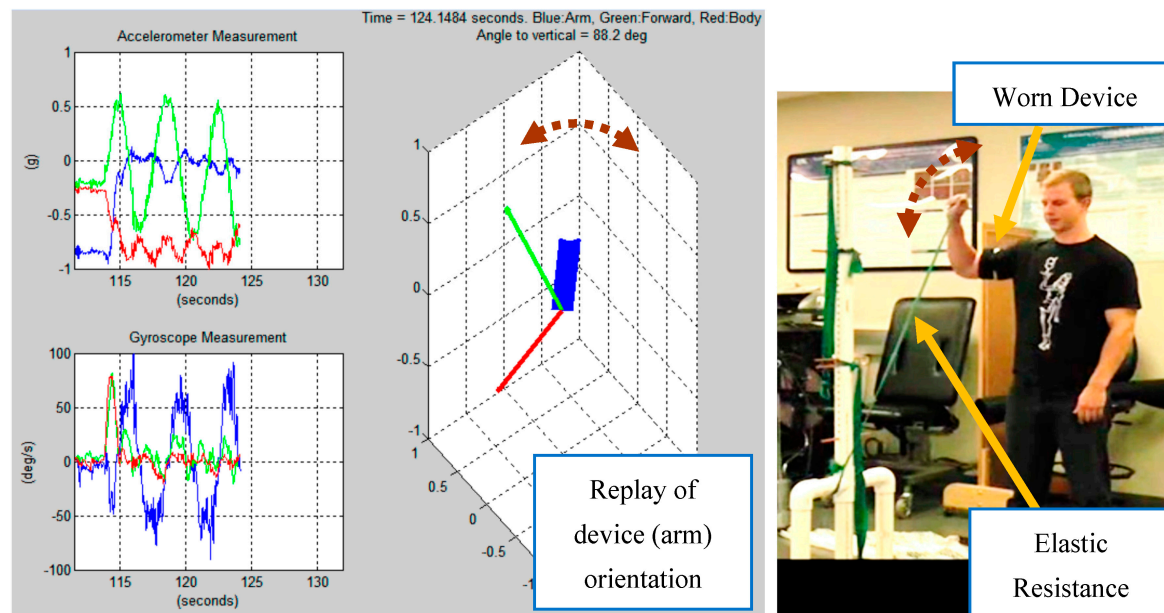 Time = 124.1484 seconds. Blue:Arm, Green:Forward, Red:Body
Angle to vertical = 88.2 deg
Accelerometer Measurement
1
0.5
0
-0.5
-1
(g)
115
120
125
130
(seconds)
Gyroscope Measurement
100
50
0
-50
-100
(deg/s)
115
120
125
130
(seconds)
1
0.5
0
-0.5
-1
1
0.5
0
-0.5
-1
Replay of
device (arm)
orientation
Worn Device
Elastic
Resistance